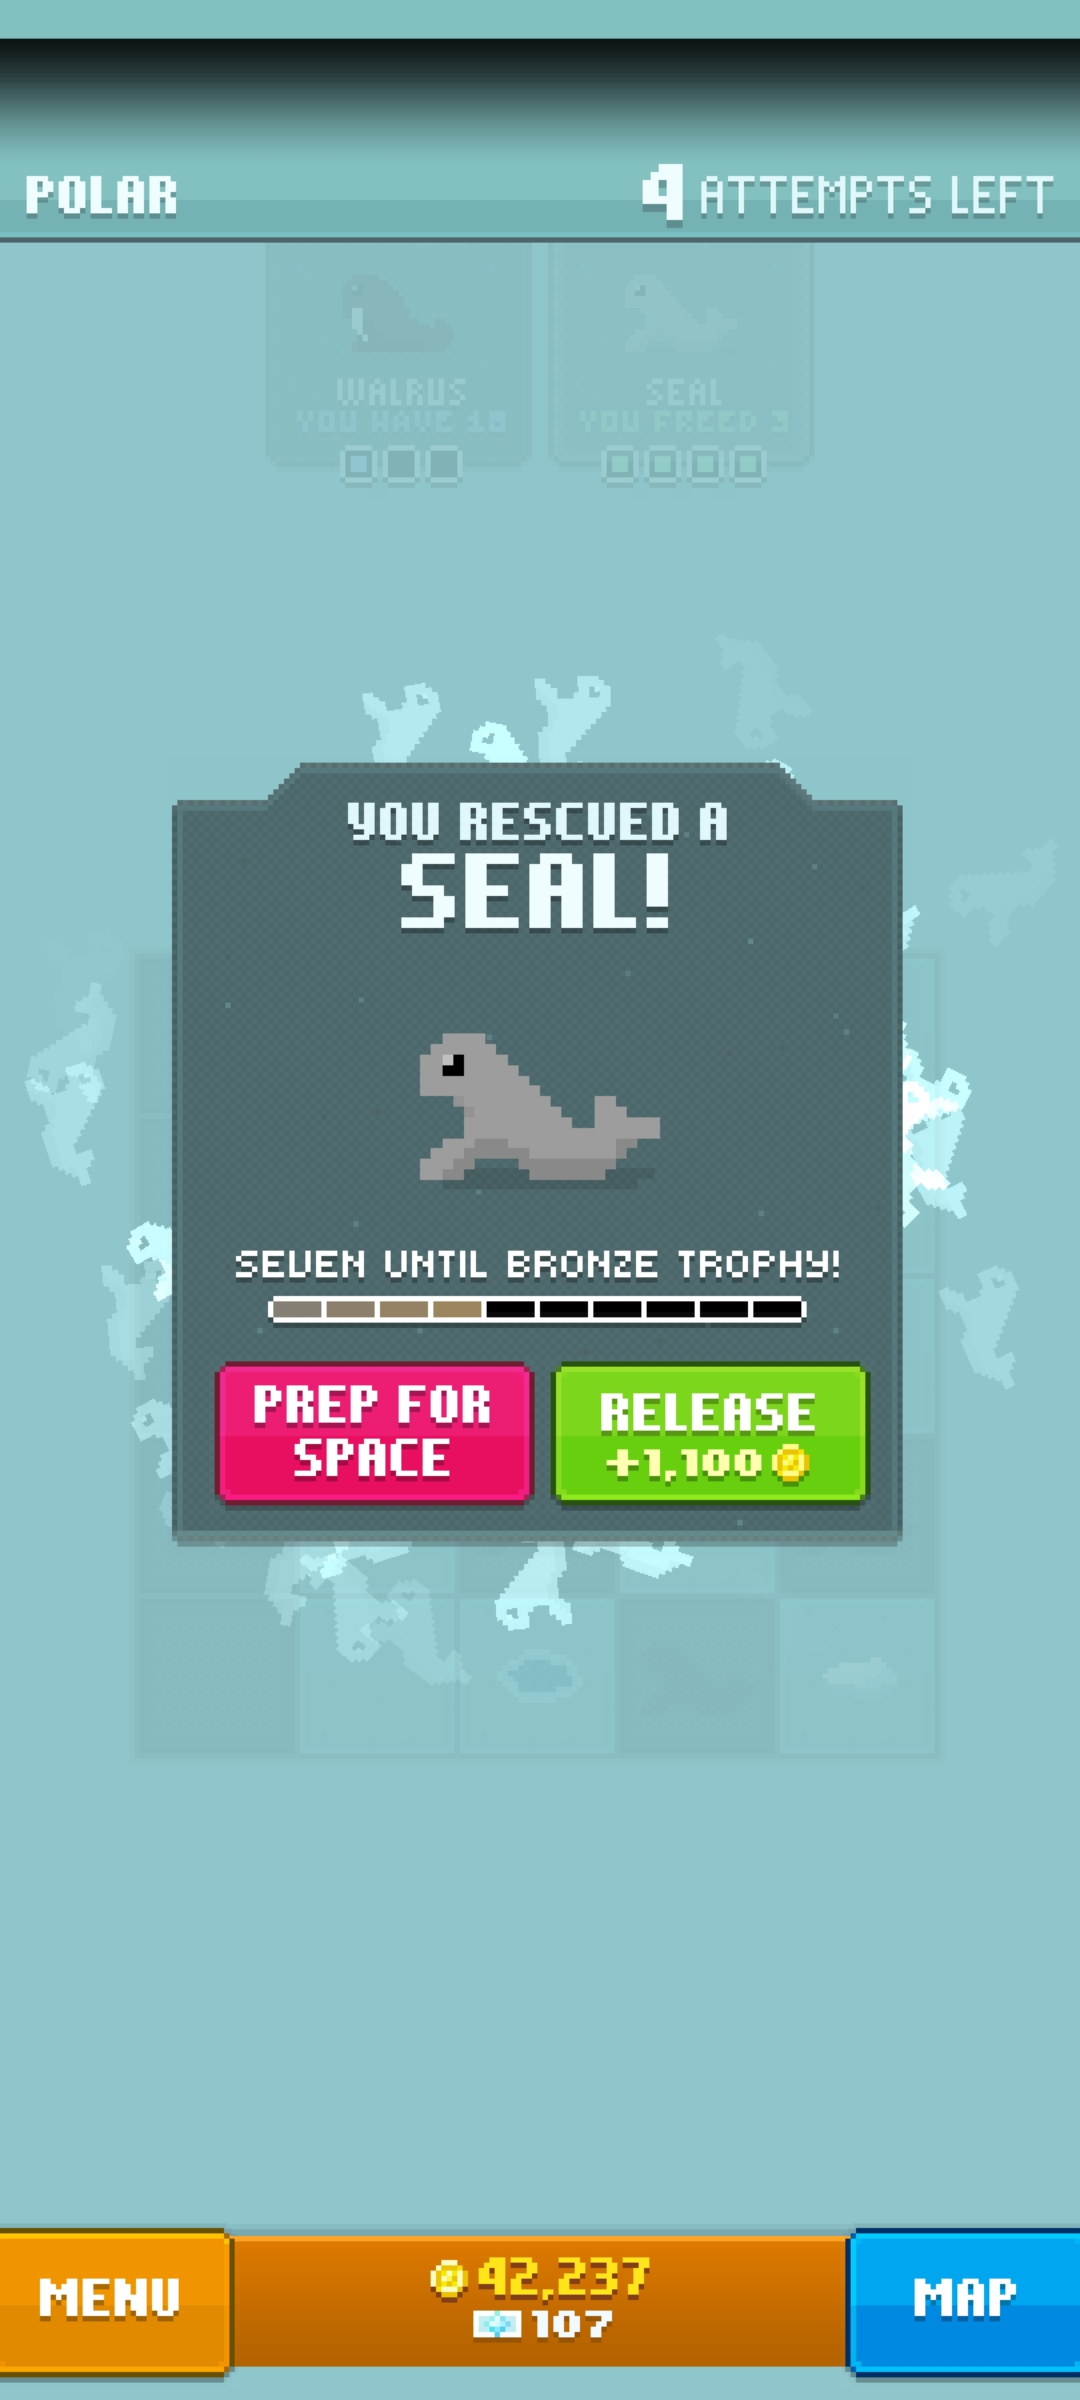 POLAR
4 ATTEMPTS LEFT
WALRUS
YOU HAVE 10
SEAL
YOU FREED 3
YOU RESCUED A
SEAL!
SEVEN UNTIL BRONZE TROPHY!
PREP FOR
SPACE
RELEASE
+1,100
MENU
42,237
107
MAP